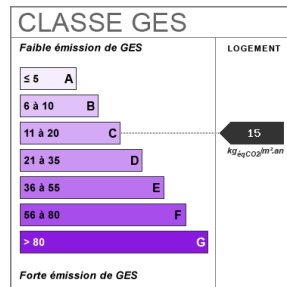 CLASSE GES
Faible émission de GES
LOGEMENT
≤ 5 A
6 à 10 B
11 à 20 C
15
kgéqCO2/m².an
21 à 35 D
36 à 55 E
56 à 80 F
> 80 G
Forte émission de GES